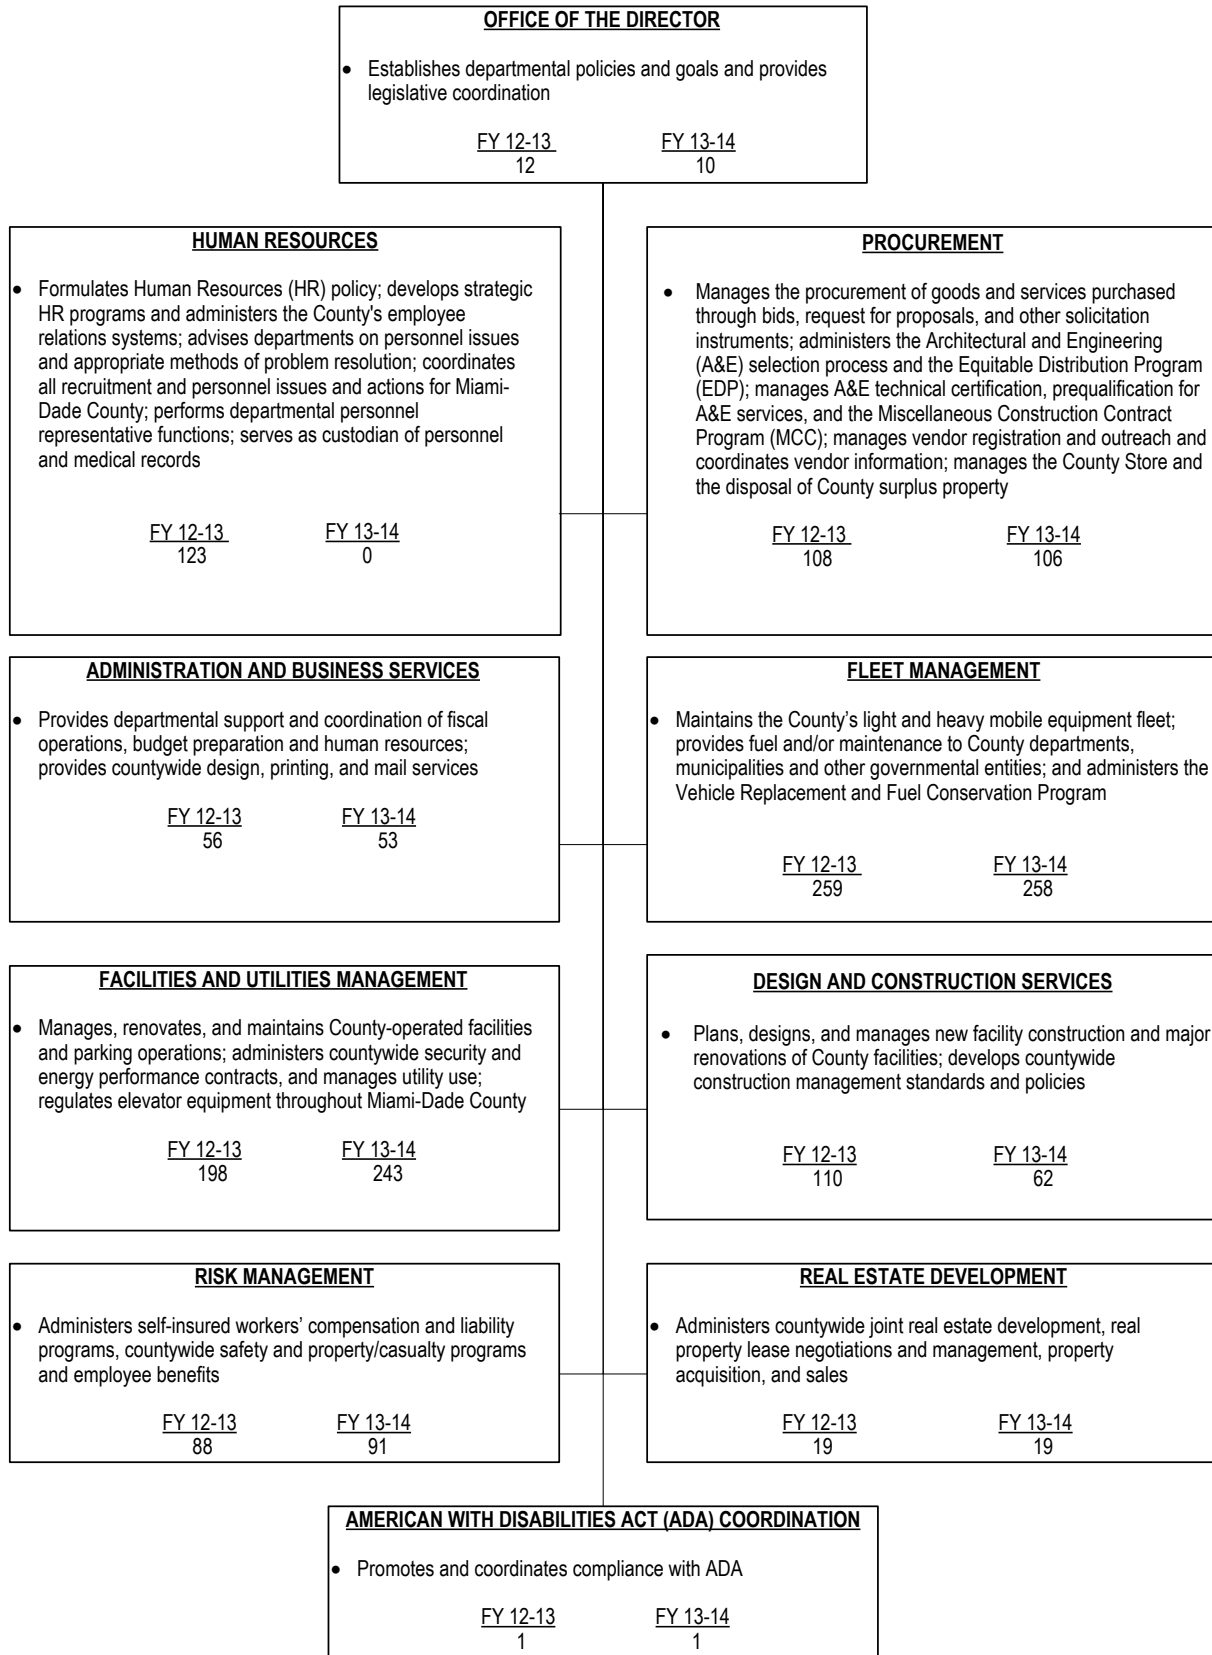 OFFICE OF THE DIRECTOR
• Establishes departmental policies and goals and provides
legislative coordination
FY 12-13 FY 13-14
12 10
HUMAN RESOURCES
• Formulates Human Resources (HR) policy; develops strategic
HR programs and administers the County's employee
relations systems; advises departments on personnel issues
and appropriate methods of problem resolution; coordinates
all recruitment and personnel issues and actions for Miami-
Dade County; performs departmental personnel
representative functions; serves as custodian of personnel
and medical records
FY 12-13 FY 13-14
123 0
PROCUREMENT
• Manages the procurement of goods and services purchased
through bids, request for proposals, and other solicitation
instruments; administers the Architectural and Engineering
(A&E) selection process and the Equitable Distribution Program
(EDP); manages A&E technical certification, prequalification for
A&E services, and the Miscellaneous Construction Contract
Program (MCC); manages vendor registration and outreach and
coordinates vendor information; manages the County Store and
the disposal of County surplus property
FY 12-13 FY 13-14
108 106
ADMINISTRATION AND BUSINESS SERVICES
• Provides departmental support and coordination of fiscal
operations, budget preparation and human resources;
provides countywide design, printing, and mail services
FY 12-13 FY 13-14
56 53
FLEET MANAGEMENT
• Maintains the County’s light and heavy mobile equipment fleet;
provides fuel and/or maintenance to County departments,
municipalities and other governmental entities; and administers the
Vehicle Replacement and Fuel Conservation Program
FY 12-13 FY 13-14
259 258
FACILITIES AND UTILITIES MANAGEMENT
• Manages, renovates, and maintains County-operated facilities
and parking operations; administers countywide security and
energy performance contracts, and manages utility use;
regulates elevator equipment throughout Miami-Dade County
FY 12-13 FY 13-14
198 243
DESIGN AND CONSTRUCTION SERVICES
• Plans, designs, and manages new facility construction and major
renovations of County facilities; develops countywide
construction management standards and policies
FY 12-13 FY 13-14
110 62
RISK MANAGEMENT
• Administers self-insured workers’ compensation and liability
programs, countywide safety and property/casualty programs
and employee benefits
FY 12-13 FY 13-14
88 91
REAL ESTATE DEVELOPMENT
• Administers countywide joint real estate development, real
property lease negotiations and management, property
acquisition, and sales
FY 12-13 FY 13-14
19 19
AMERICAN WITH DISABILITIES ACT (ADA) COORDINATION
• Promotes and coordinates compliance with ADA
FY 12-13 FY 13-14
1 1